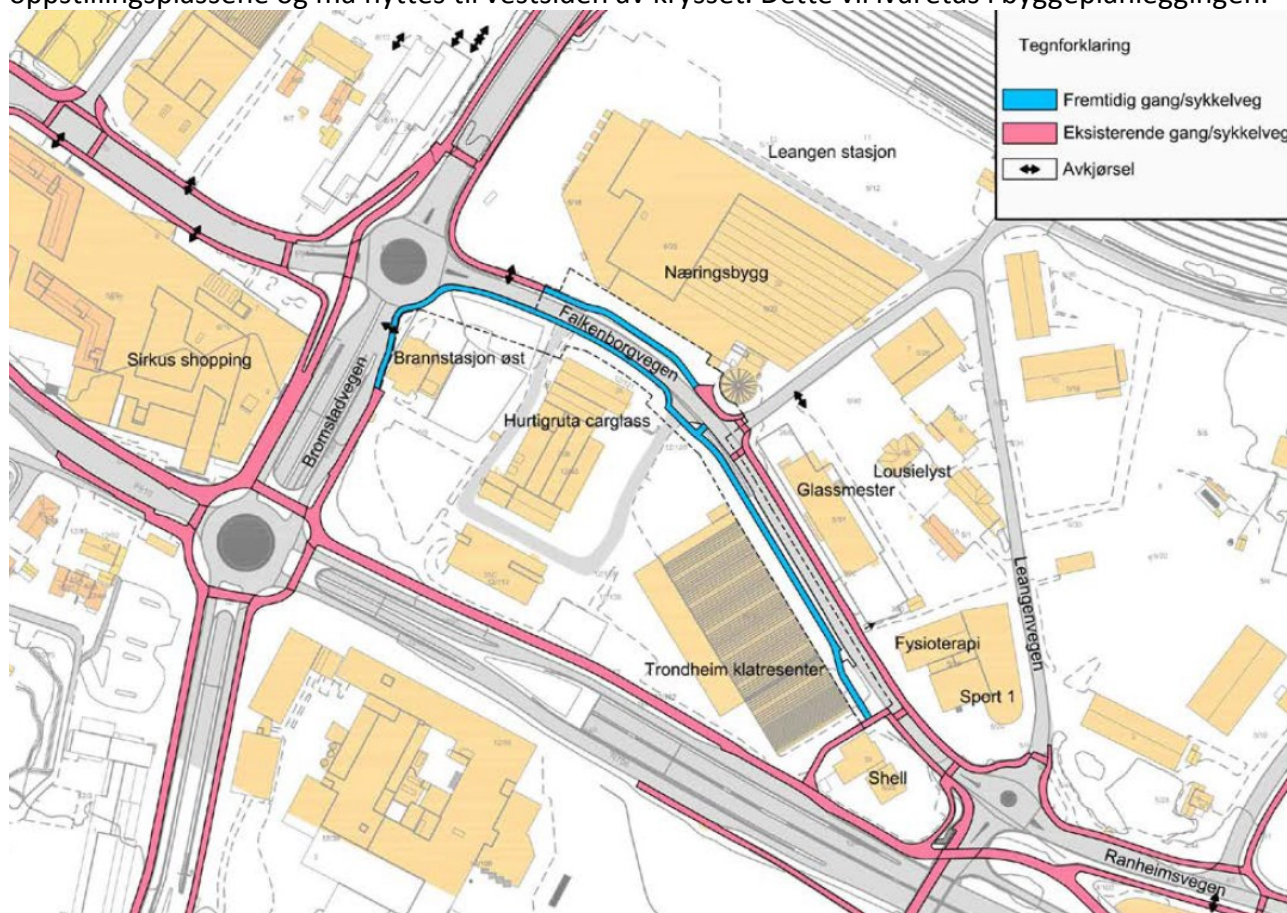 oppstillingsplassene og må flyttes til vestsiden av krysset. Dette vil ivaretas i byggeplanleggingen.
Tegnforklaring
Fremtidig gang/sykkelveg
Eksisterende gang/sykkelveg
Avkjørsel
Leangen stasjon
Næringsbygg
Falkenborgvegen
Sirkus shopping
Bromstadvegen
Brannstasjon øst
Hurtigruta carglass
Glassmester
Lousielyst
Leangenvegen
Trondheim klatresenter
Fysioterapi
Sport 1
Shell
Ranheimsvegen